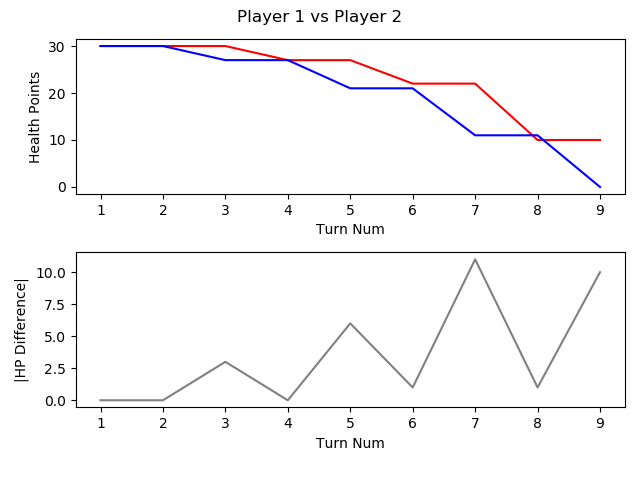 Player 1 vs Player 2
30
20
10
0
Health Points
1 2 3 4 5 6 7 8 9
Turn Num
10.0
7.5
5.0
2.5
0.0
|HP Difference|
1 2 3 4 5 6 7 8 9
Turn Num